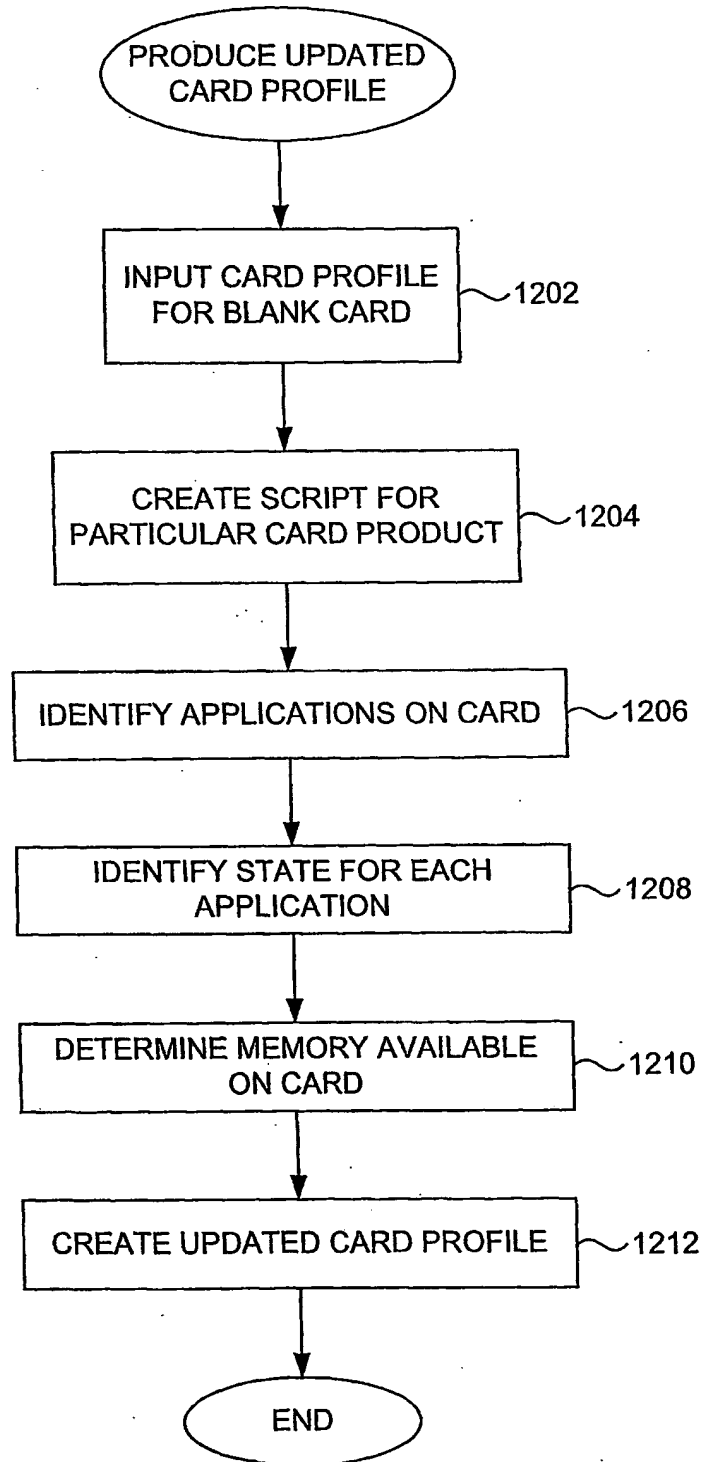 PRODUCE UPDATED
CARD PROFILE
INPUT CARD PROFILE
FOR BLANK CARD
1202
CREATE SCRIPT FOR
PARTICULAR CARD PRODUCT
1204
IDENTIFY APPLICATIONS ON CARD
1206
IDENTIFY STATE FOR EACH
APPLICATION
1208
DETERMINE MEMORY AVAILABLE
ON CARD
1210
CREATE UPDATED CARD PROFILE
1212
END